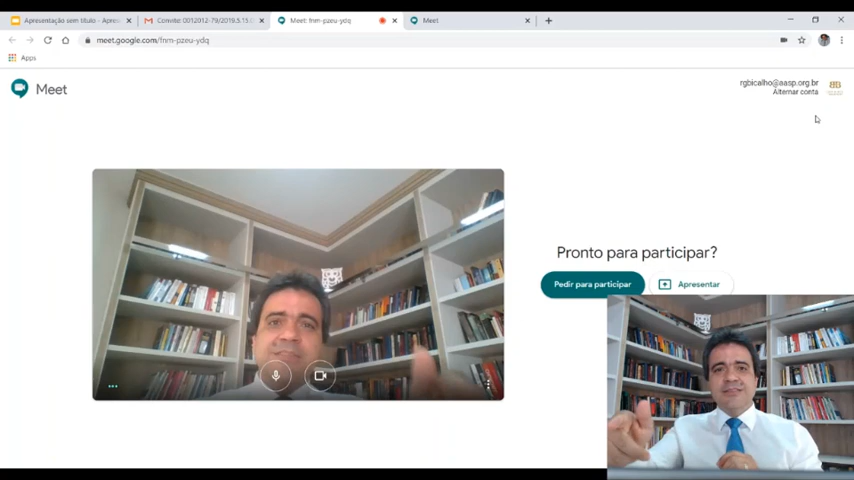 Apresentação sem título - Apres
Convite: 0012012-79/2019.5.15.0
Meet: fnm-pzeu-ydq
Meet
meet.google.com/fnm-pzeu-ydq
Apps
Meet
rgbicalho@aasp.org.br
Alternar conta
Pronto para participar?
Pedir para participar
Apresentar